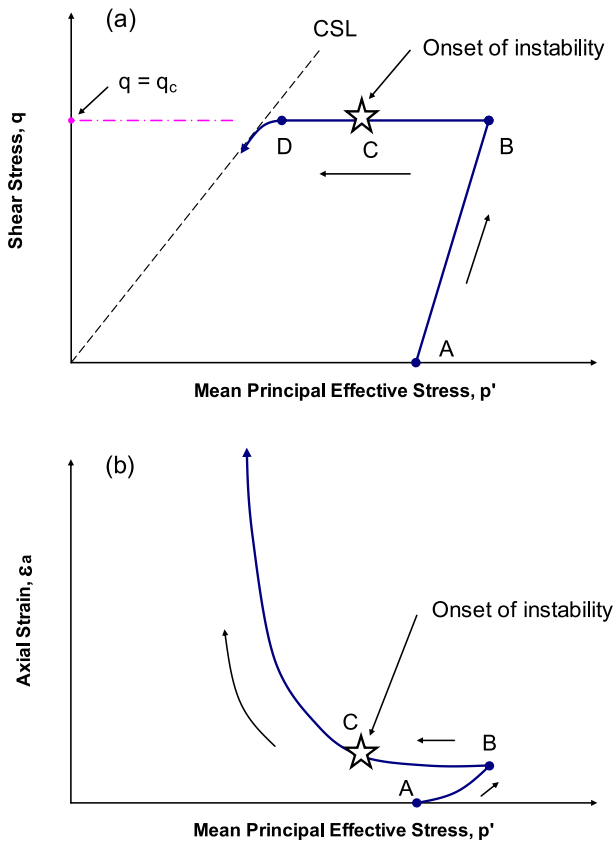 (a)
CSL
Onset of instability
q = qc
D
C
B
A
Shear Stress, q
Mean Principal Effective Stress, p'
(b)
Onset of instability
C
B
A
Axial Strain, εa
Mean Principal Effective Stress, p'